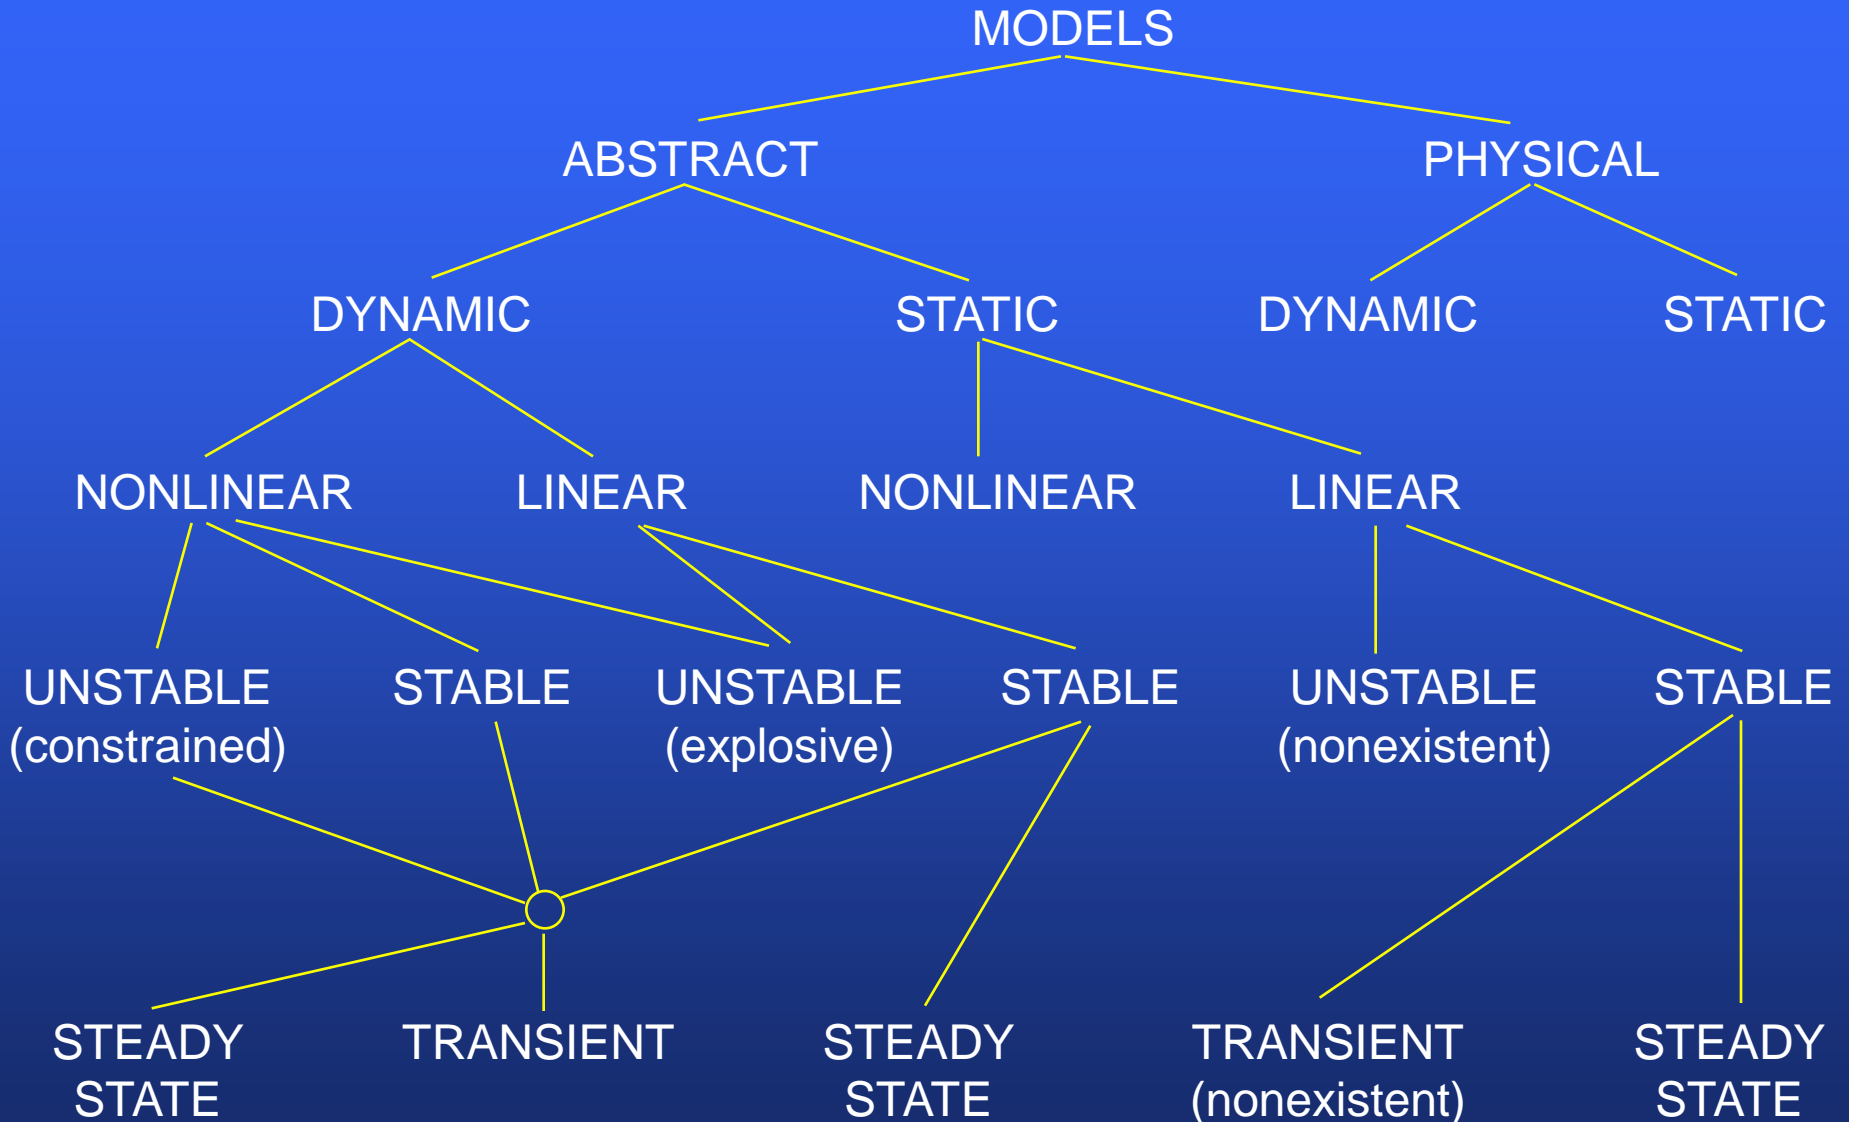 MODELS
ABSTRACT
PHYSICAL
DYNAMIC
STATIC
DYNAMIC
STATIC
NONLINEAR
LINEAR
NONLINEAR
LINEAR
UNSTABLE
(constrained)
STABLE
UNSTABLE
(explosive)
STABLE
UNSTABLE
(nonexistent)
STABLE
STEADY
STATE
TRANSIENT
STEADY
STATE
TRANSIENT
(nonexistent)
STEADY
STATE